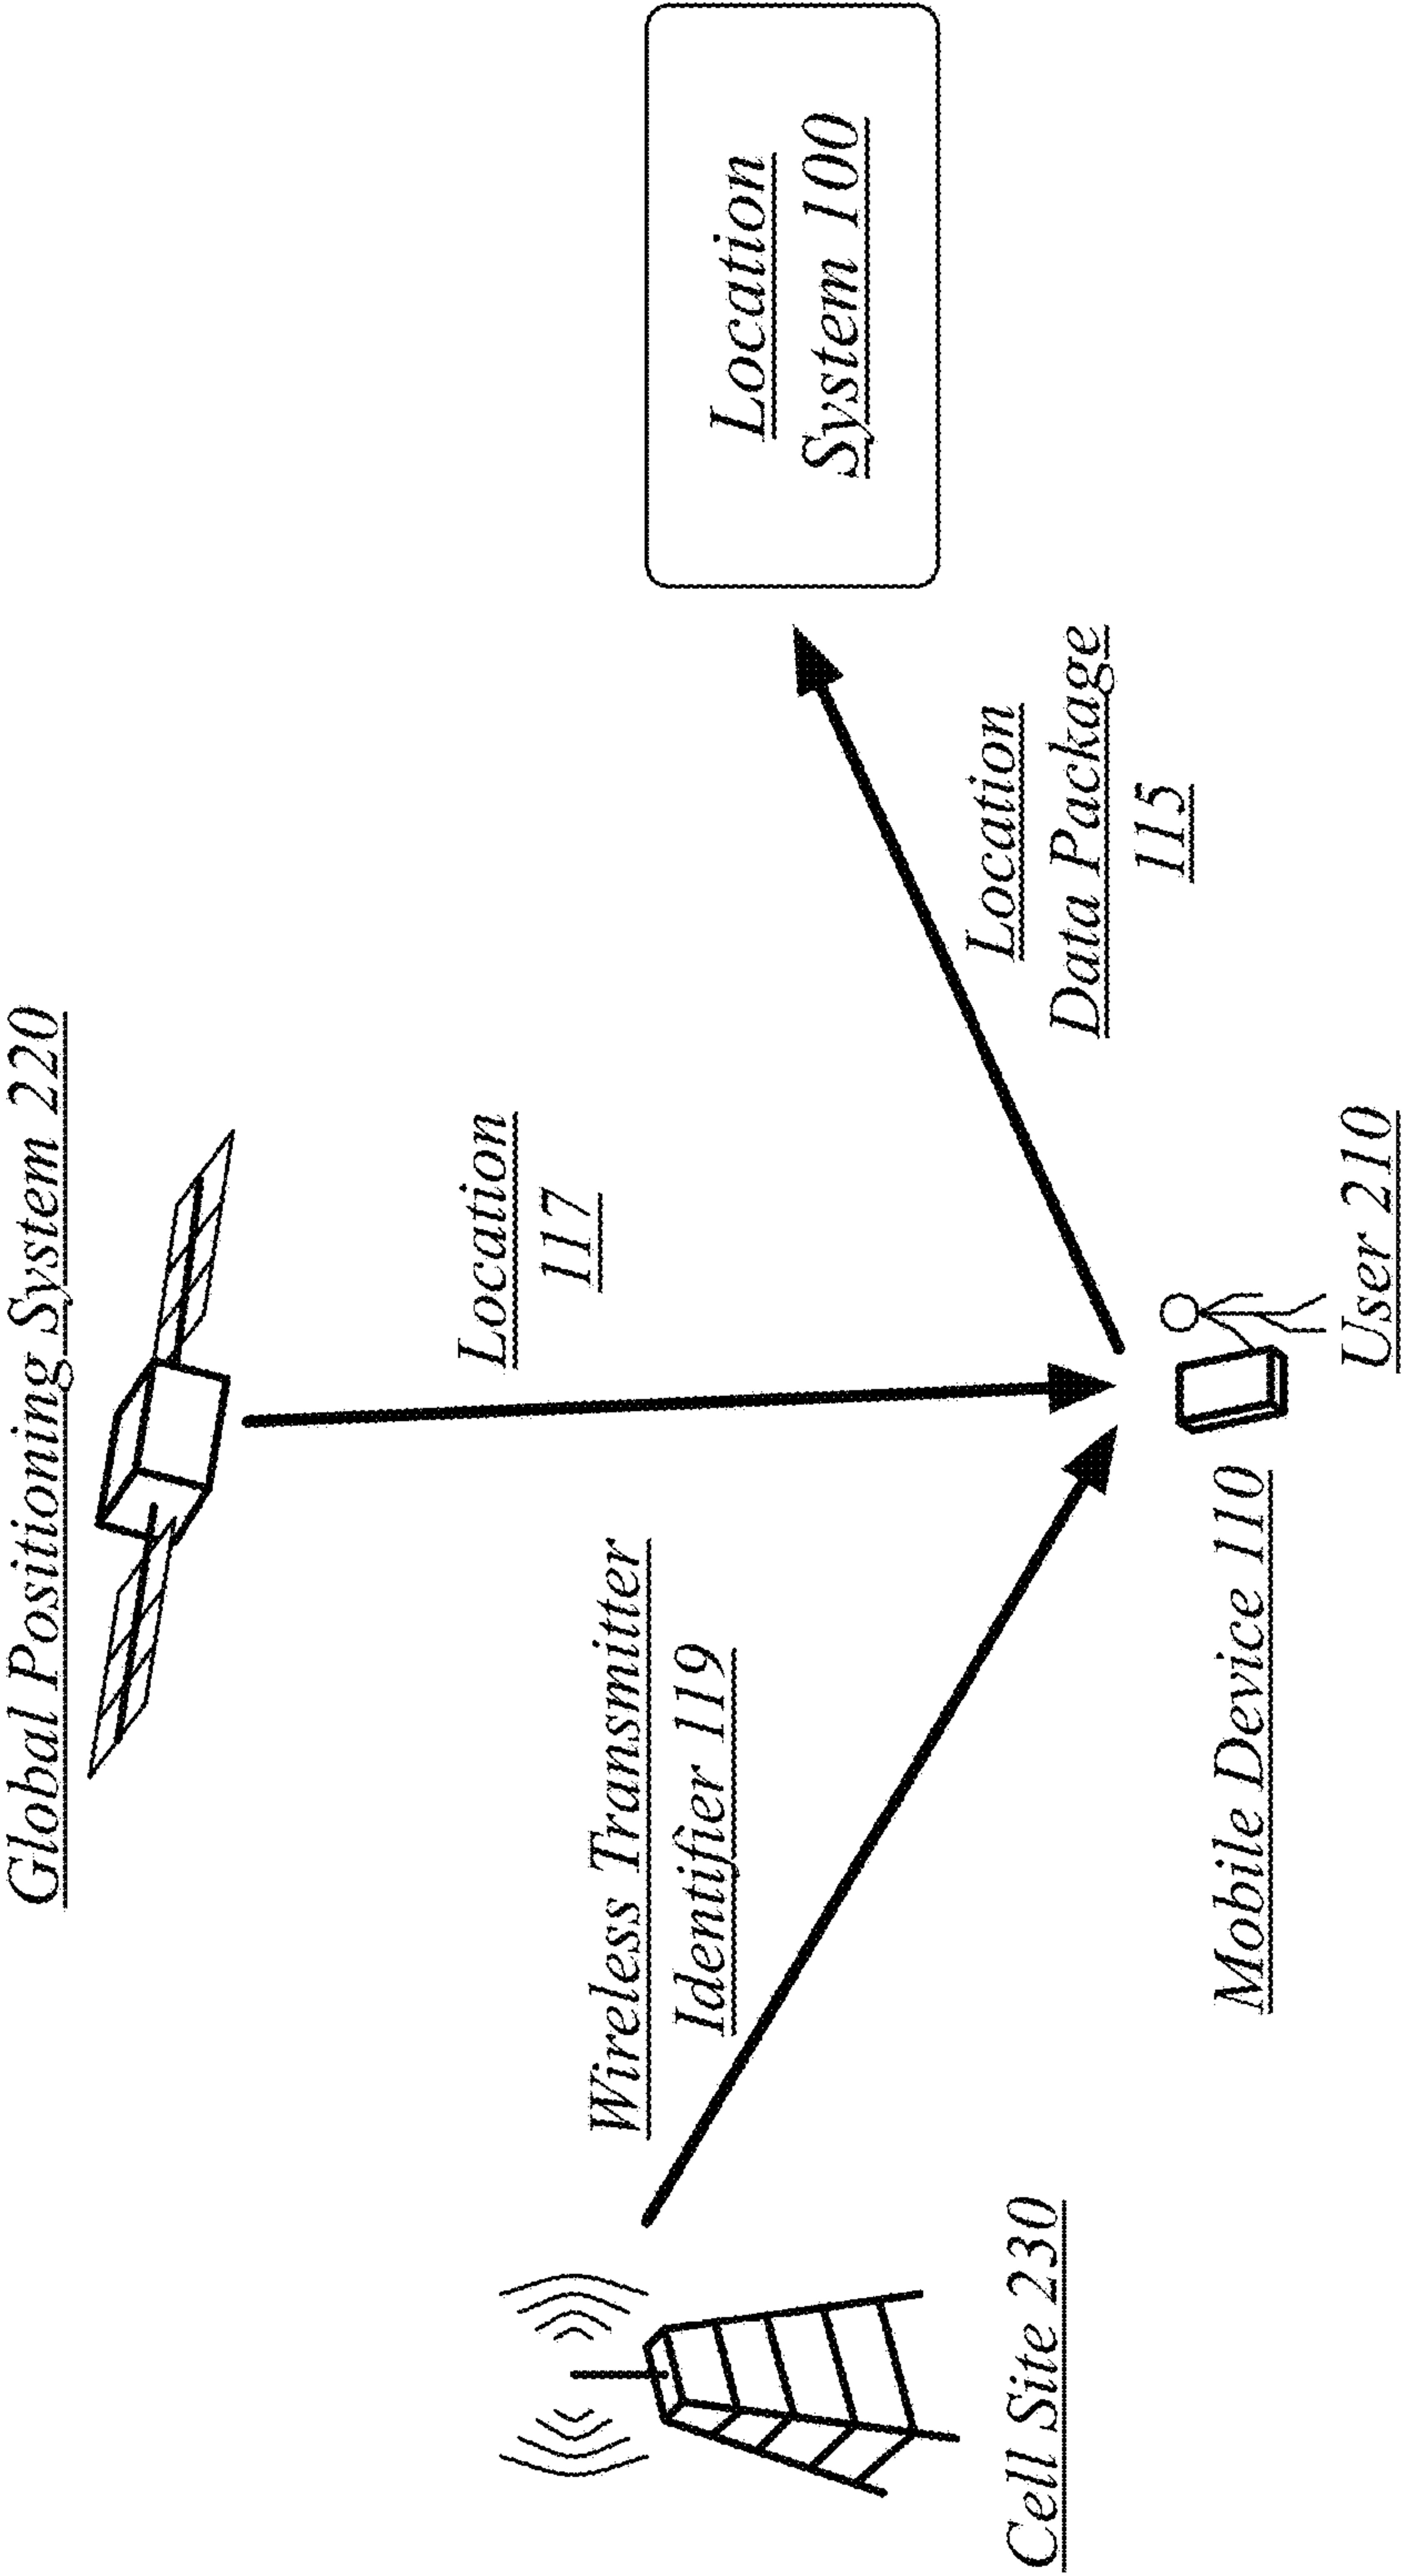 Global Positioning System 220
Location
117
Wireless Transmitter
Identifier 119
Location
System 100
Location
Data Package
115
Cell Site 230
Mobile Device 110
User 210